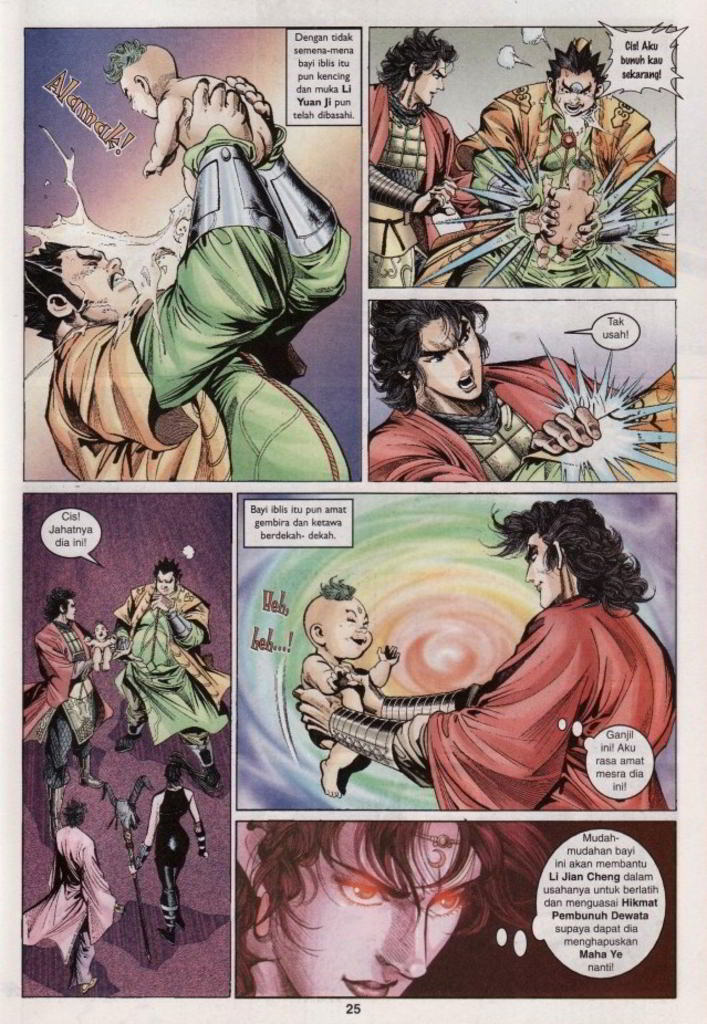 Dengan tidak
semena-mena
bayi iblis itu
pun kencing
dan muka Li
Yuan Ji pun
telah dibasahi.
Alamak!
Cis! Aku
bunuh kau
sekarang!
Tak
usah!
Cis!
Jahatnya
dia ini!
Bayi iblis itu pun amat
gembira dan ketawa
berdekah- dekah.
Heh,
heh...!
Ganjil
ini! Aku
rasa amat
mesra dia
ini!
Mudah-
mudahan bayi
ini akan membantu
Li Jian Cheng dalam
usahanya untuk berlatih
dan menguasai Hikmat
Pembunuh Dewata
supaya dapat dia
menghapuskan
Maha Ye
nanti!
25